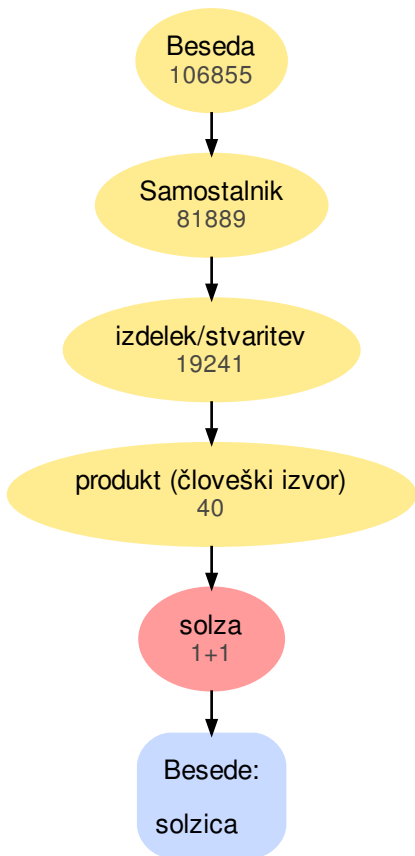 Beseda
106855
Samostalnik
81889
izdelek/stvaritev
19241
produkt (človeški izvor)
40
solza
1+1
Besede:
solzica